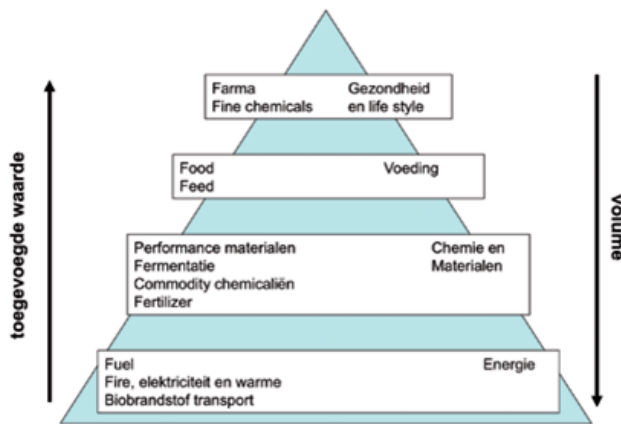 toegevoegde waarde
Farma
Fine chemicals
Gezondheid
en life style
Food
Feed
Voeding
Performance materialen
Fermentatie
Commodity chemicaliën
Fertilizer
Chemie en
Materialen
Fuel
Fire, elektriciteit en warme
Biobrandstof transport
Energie
volume